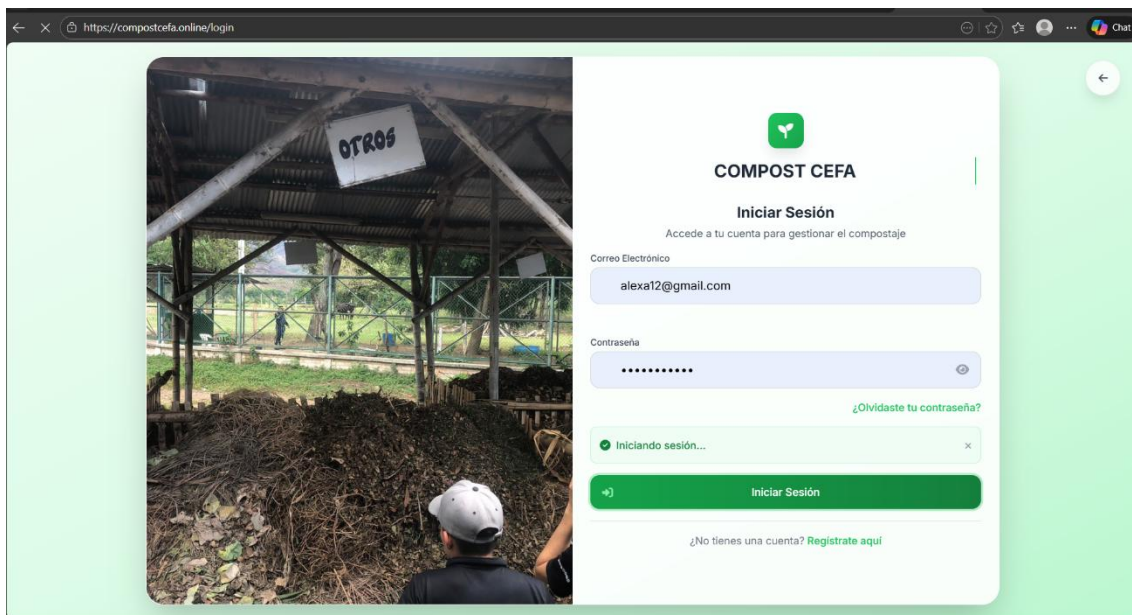 https://compostcefa.online/login
Chat
OTROS
COMPOST CEFA
Iniciar Sesión
Accede a tu cuenta para gestionar el compostaje
Correo Electrónico
alexa12@gmail.com
Contraseña
•••••••••••
¿Olvidaste tu contraseña?
Iniciando sesión...
Iniciar Sesión
¿No tienes una cuenta? Regístrate aquí